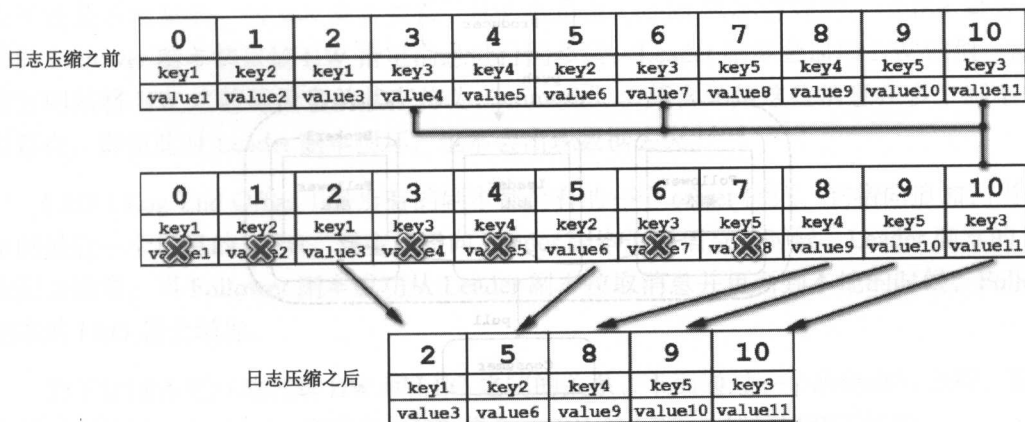 0 1 2 3 4 5 6 7 8 9 10
日志压缩之前
key1 key2 key1 key3 key4 key2 key3 key5 key4 key5 key3
value1 value2 value3 value4 value5 value6 value7 value8 value9 value10 value11
0 1 2 3 4 5 6 7 8 9 10
key1 key2 key1 key3 key4 key2 key3 key5 key4 key5 key3
value3 value6 value9 value10 value11
2 5 8 9 10
日志压缩之后
key1 key2 key4 key5 key3
value3 value6 value9 value10 value11